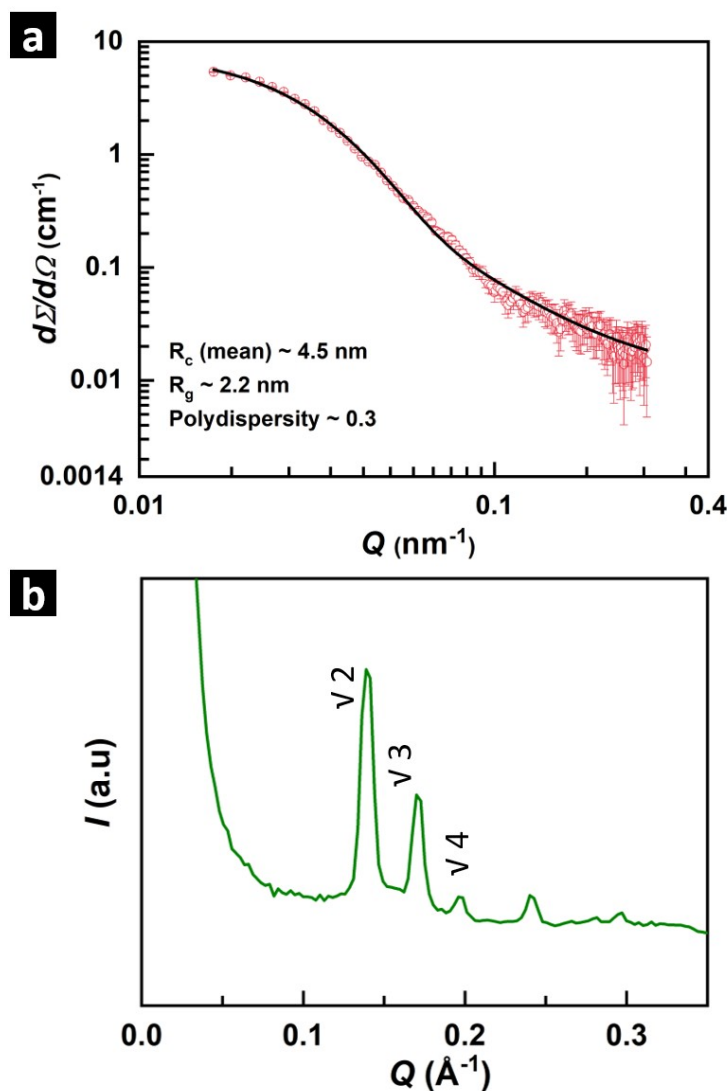 a
10
1
0.1
0.01
0.0014
dΣ/dΩ (cm⁻¹)
R_c (mean) ~ 4.5 nm
R_g ~ 2.2 nm
Polydispersity ~ 0.3
0.01
0.1
0.4
Q (nm⁻¹)
b
I (a.u)
√ 2
√ 3
√ 4
0.0
0.1
0.2
0.3
Q (Å⁻¹)